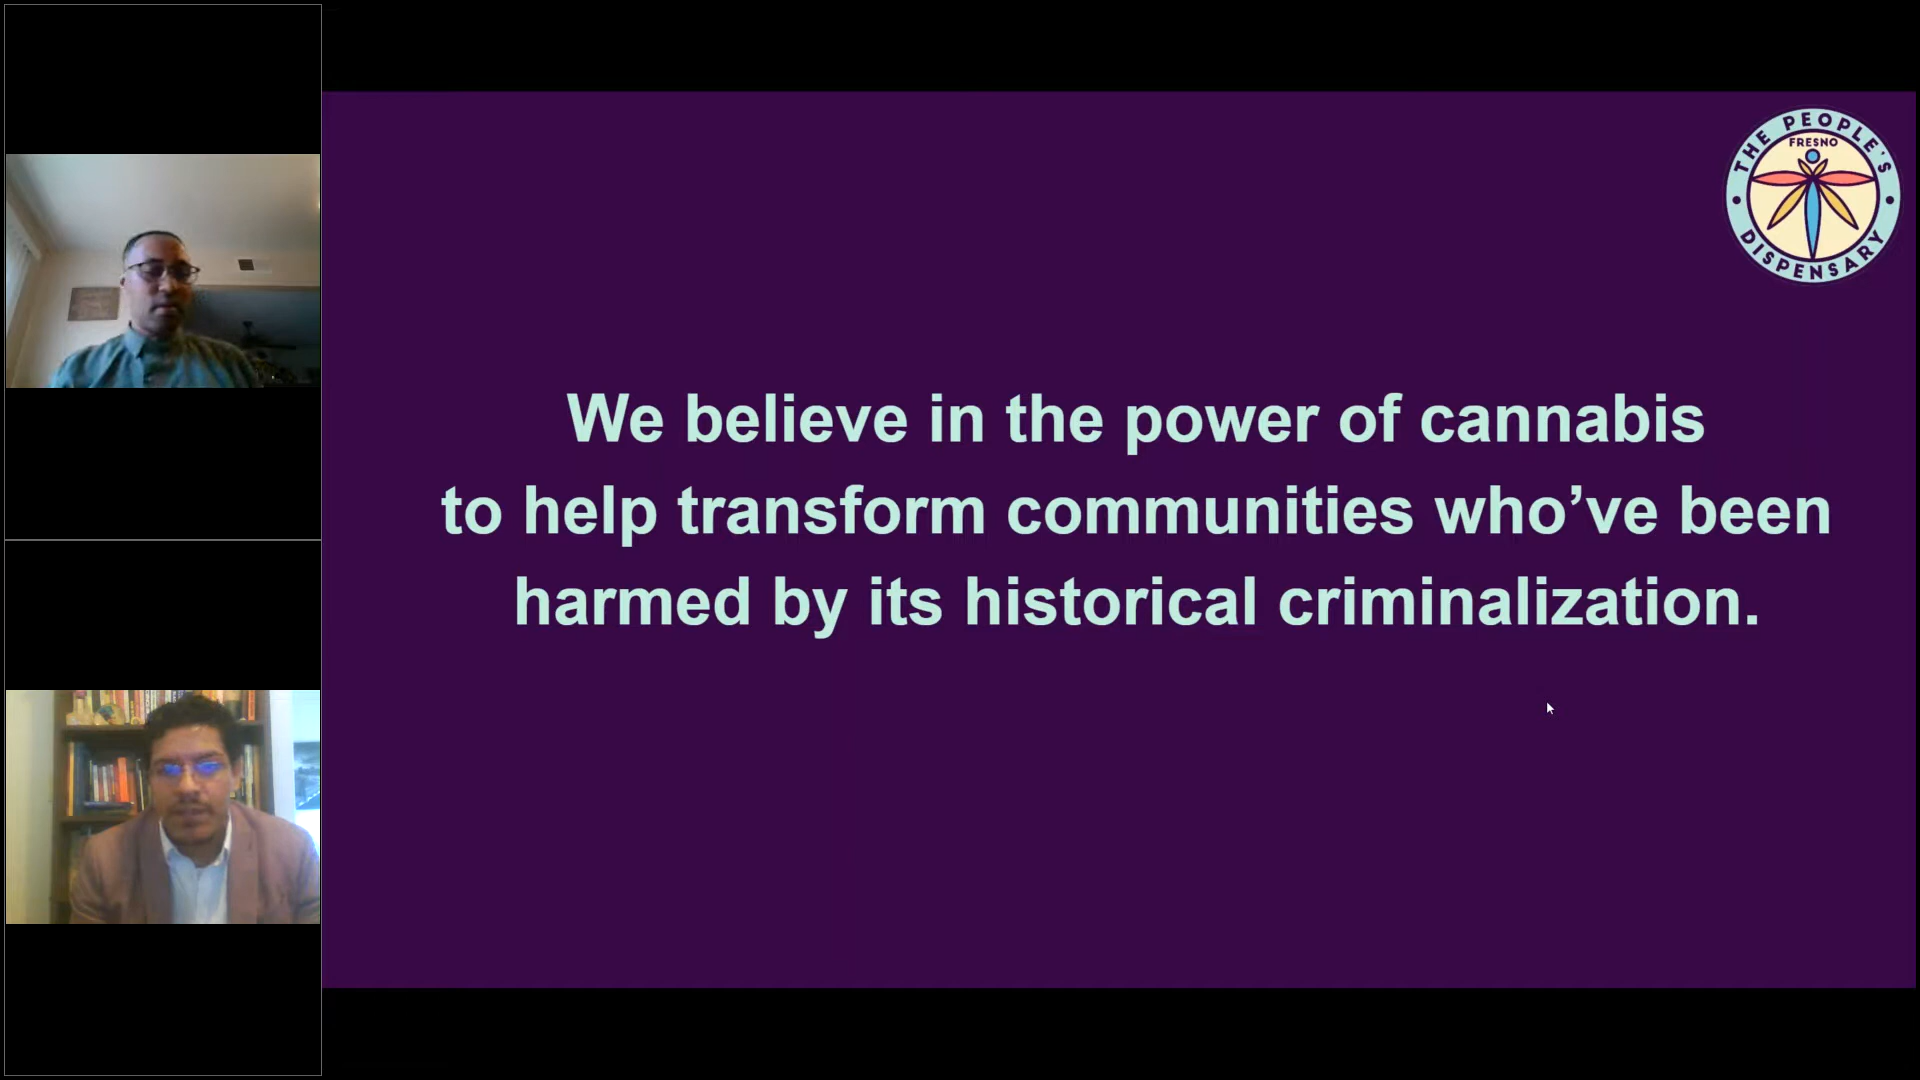 THE PEOPLE'S
FRESNO
DISPENSARY
We believe in the power of cannabis
to help transform communities who’ve been
harmed by its historical criminalization.